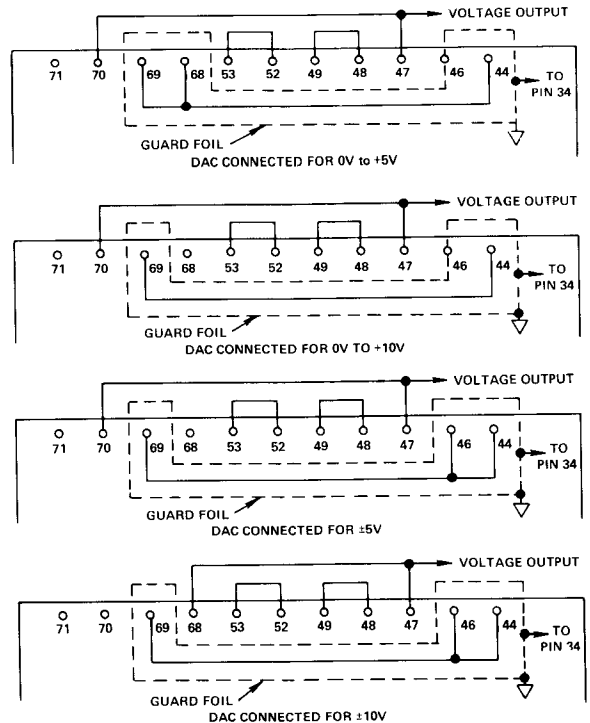 VOLTAGE OUTPUT
71 70 69 68 53 52 49 48 47 46 44
TO
PIN 34
GUARD FOIL
DAC CONNECTED FOR 0V to +5V
VOLTAGE OUTPUT
71 70 69 68 53 52 49 48 47 46 44
TO
PIN 34
GUARD FOIL
DAC CONNECTED FOR 0V TO +10V
VOLTAGE OUTPUT
71 70 69 68 53 52 49 48 47 46 44
TO
PIN 34
GUARD FOIL
DAC CONNECTED FOR ±5V
VOLTAGE OUTPUT
71 70 69 68 53 52 49 48 47 46 44
TO
PIN 34
GUARD FOIL
DAC CONNECTED FOR ±10V